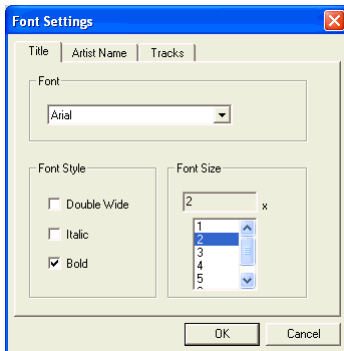 Font Settings
Title Artist Name Tracks
Font
Arial
Font Style
Double Wide
Italic
Bold
Font Size
2 x
1
2
3
4
5
OK Cancel